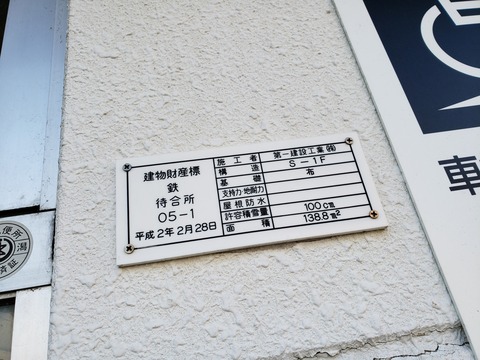 建物財産標
鉄
待合所
05-1
平成2年2月28日
施工者 第一建設工業㈱
構造 S-1F
基礎 布
支持力・地耐力
屋根防水
許容積雪量 100cm
面積 138.8m²
車